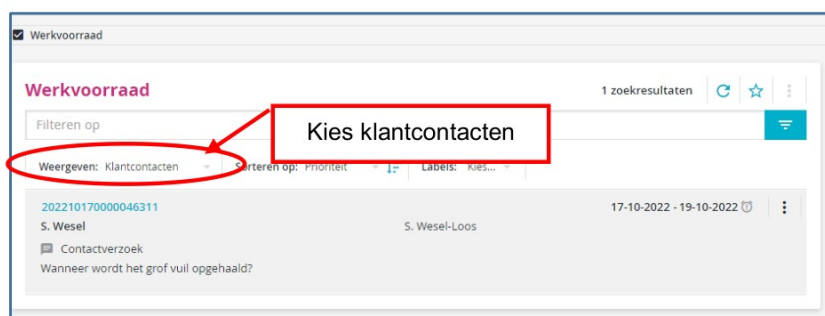 Werkvoorraad
Werkvoorraad
1 zoekresultaten
Filteren op
Kies klantcontacten
Weergeven: Klantcontacten
Sorteren op: Prioriteit
Labels: Kies...
202210170000046311
17-10-2022 - 19-10-2022
S. Wesel
S. Wesel-Loos
Contactverzoek
Wanneer wordt het grof vuil opgehaald?